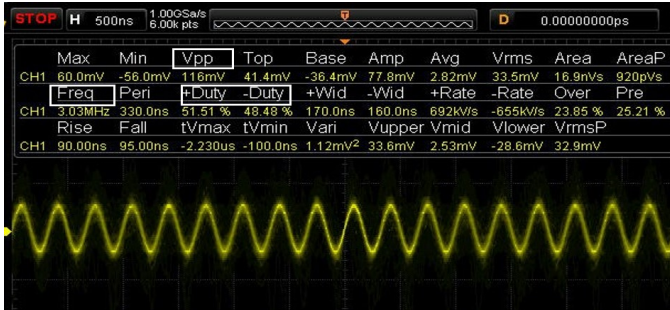 STOP H 500ns 1.00GSa/s 6.00k pts T D 0.00000000ps
Max Min Vpp Top Base Amp Avg Vrms Area AreaP
CH1 60.0mV -56.0mV 116mV 41.4mV -36.4mV 77.8mV 2.82mV 33.5mV 16.9nVs 920pVs
Freq Peri +Duty -Duty +Wid -Wid +Rate -Rate Over Pre
CH1 3.03MHz 330.0ns 51.51 % 48.48 % 170.0ns 160.0ns 692kV/s -655kV/s 23.85 % 25.21 %
Rise Fall tVmax tVmin Vari Vupper Vmid Vlower VrmsP
CH1 90.00ns 95.00ns -2.230us -100.0ns 1.12mV² 33.6mV 2.53mV -28.6mV 32.9mV